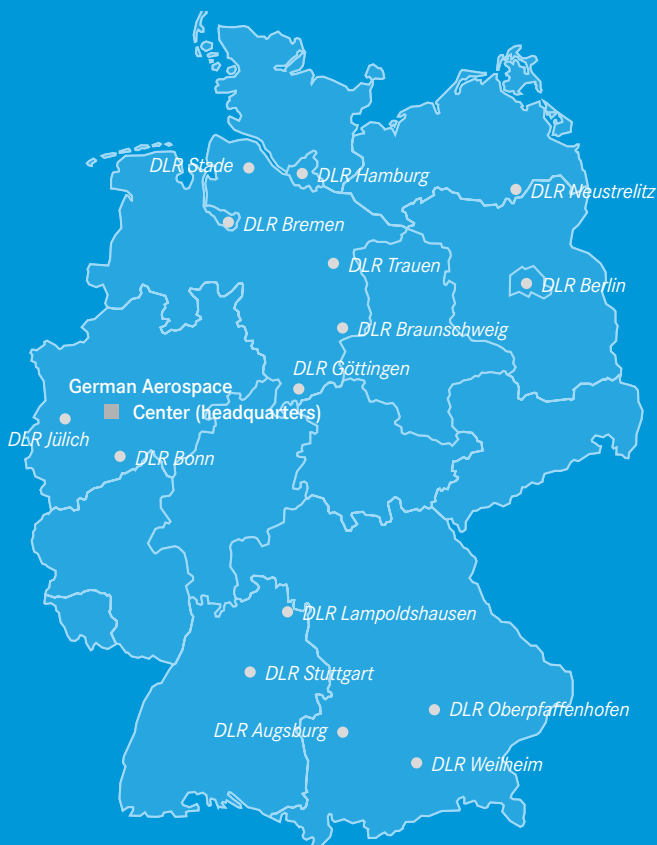 DLR Stade
DLR Hamburg
DLR Neustrelitz
DLR Bremen
DLR Trauen
DLR Berlin
DLR Braunschweig
DLR Göttingen
German Aerospace
Center (headquarters)
DLR Jülich
DLR Bonn
DLR Lampoldshausen
DLR Stuttgart
DLR Oberpfaffenhofen
DLR Augsburg
DLR Weilheim